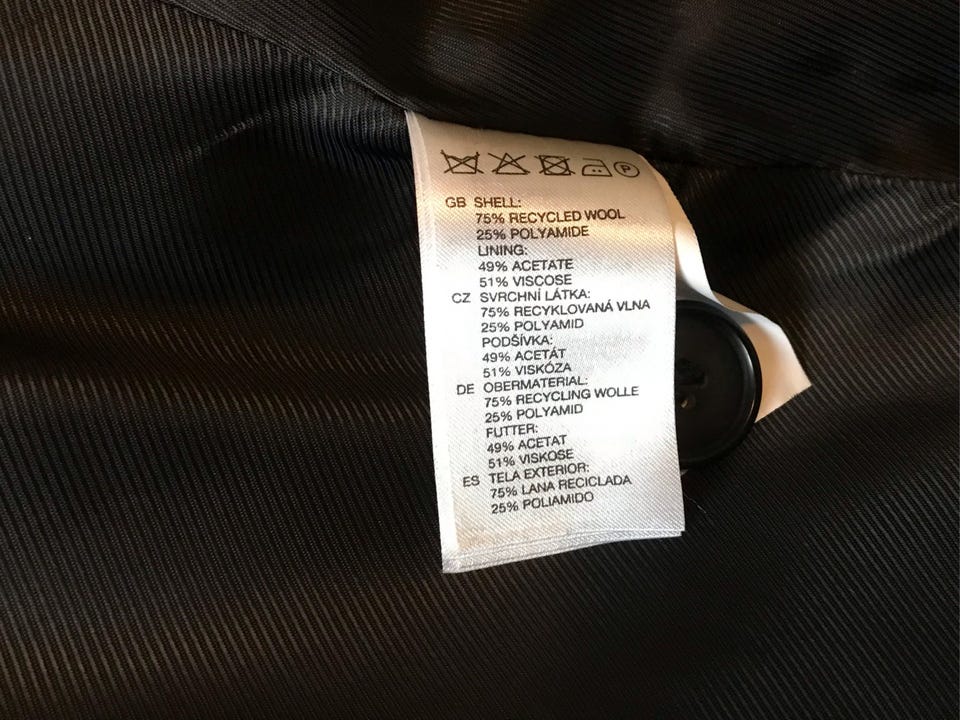 P
GB SHELL:
75% RECYCLED WOOL
25% POLYAMIDE
LINING:
49% ACETATE
51% VISCOSE
CZ SVRCHNÍ LÁTKA:
75% RECYKLOVANÁ VLNA
25% POLYAMID
PODŠÍVKA:
49% ACETÁT
51% VISKÓZA
DE OBERMATERIAL:
75% RECYCLING WOLLE
25% POLYAMID
FUTTER:
49% ACETAT
51% VISKOSE
ES TELA EXTERIOR:
75% LANA RECICLADA
25% POLIAMIDO